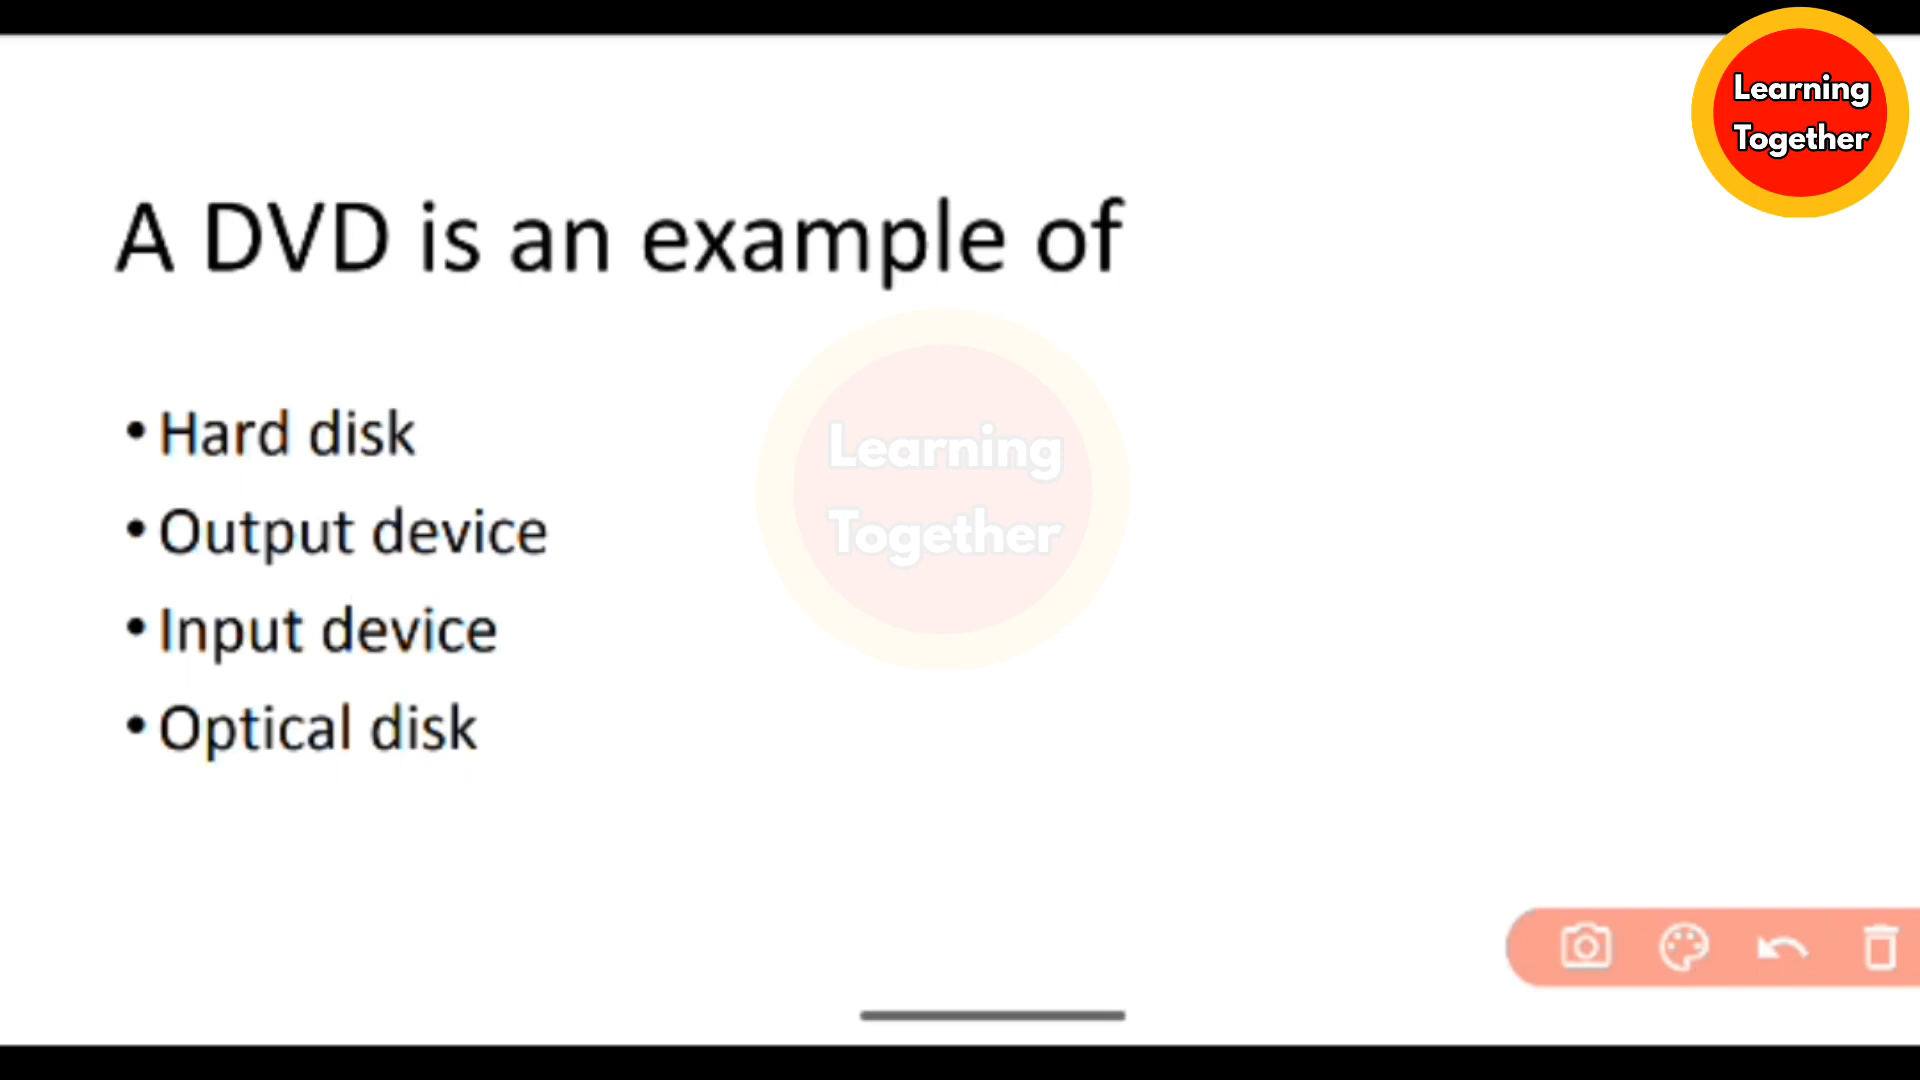 Learning
Together
A DVD is an example of
• Hard disk
• Output device
• Input device
• Optical disk
Learning
Together